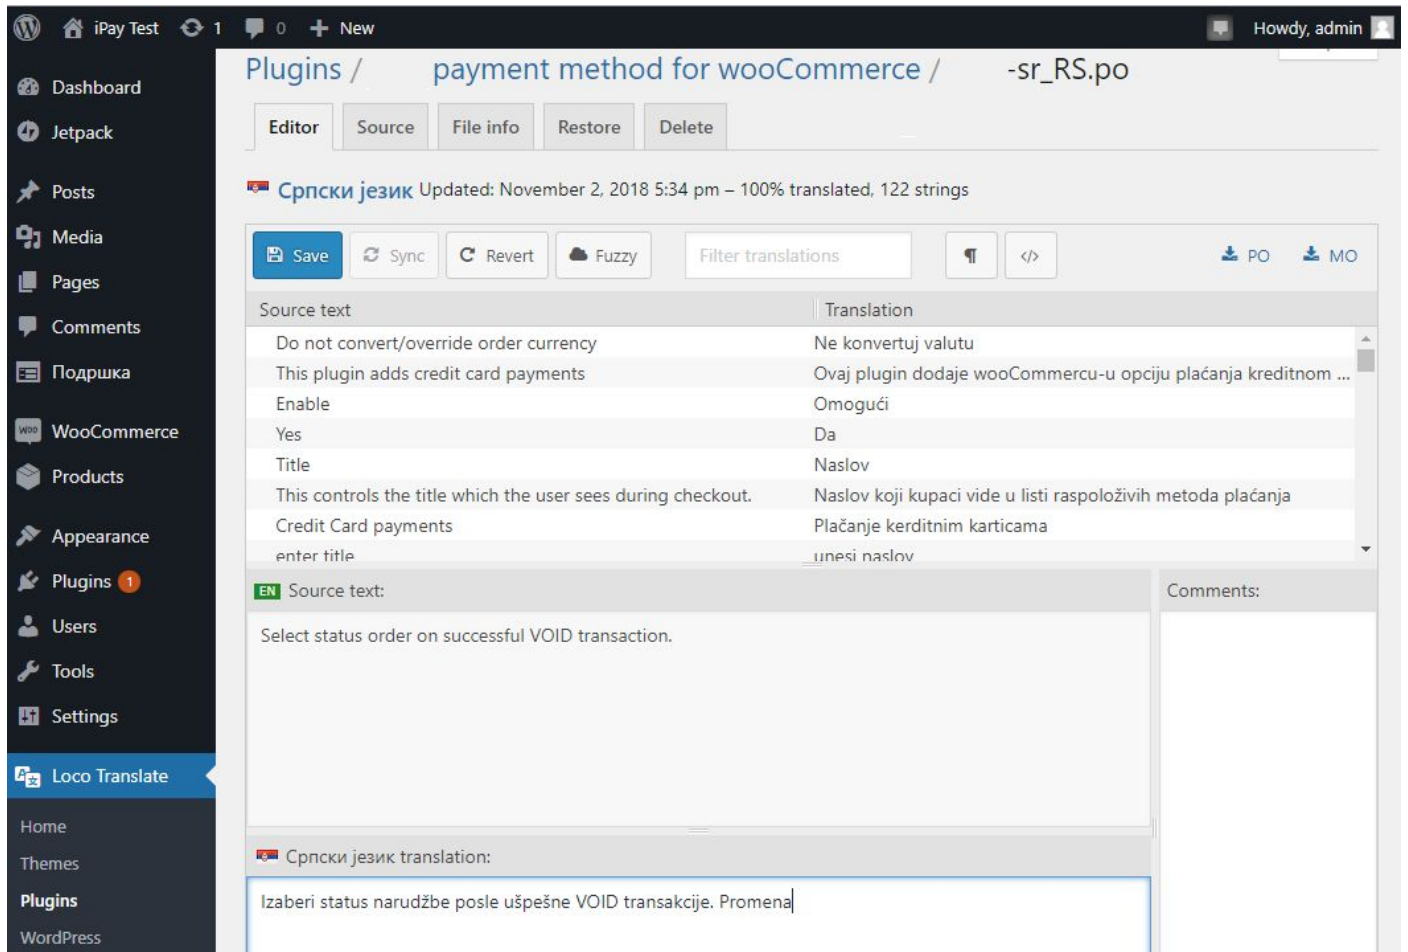 iPay Test 1 0 New Howdy, admin
Plugins / payment method for wooCommerce / -sr_RS.po
Dashboard
Jetpack
Posts
Media
Pages
Comments
Подршка
WooCommerce
Products
Appearance
Plugins 1
Users
Tools
Settings
Loco Translate
Home
Themes
Plugins
WordPress
Editor Source File info Restore Delete
Српски језик Updated: November 2, 2018 5:34 pm – 100% translated, 122 strings
Save Sync Revert Fuzzy Filter translations ¶ </> PO MO
Source text Translation
Do not convert/override order currency Ne konvertuj valutu
This plugin adds credit card payments Ovaj plugin dodaje wooCommercu-u opciju plaćanja kreditnom ...
Enable Omogući
Yes Da
Title Naslov
This controls the title which the user sees during checkout. Naslov koji kupaci vide u listi raspoloživih metoda plaćanja
Credit Card payments Plačanje kerditnim karticama
enter title unesi naslov
EN Source text: Comments:
Select status order on successful VOID transaction.
Српски језик translation:
Izaberi status narudžbe posle ušpešne VOID transakcije. Promena